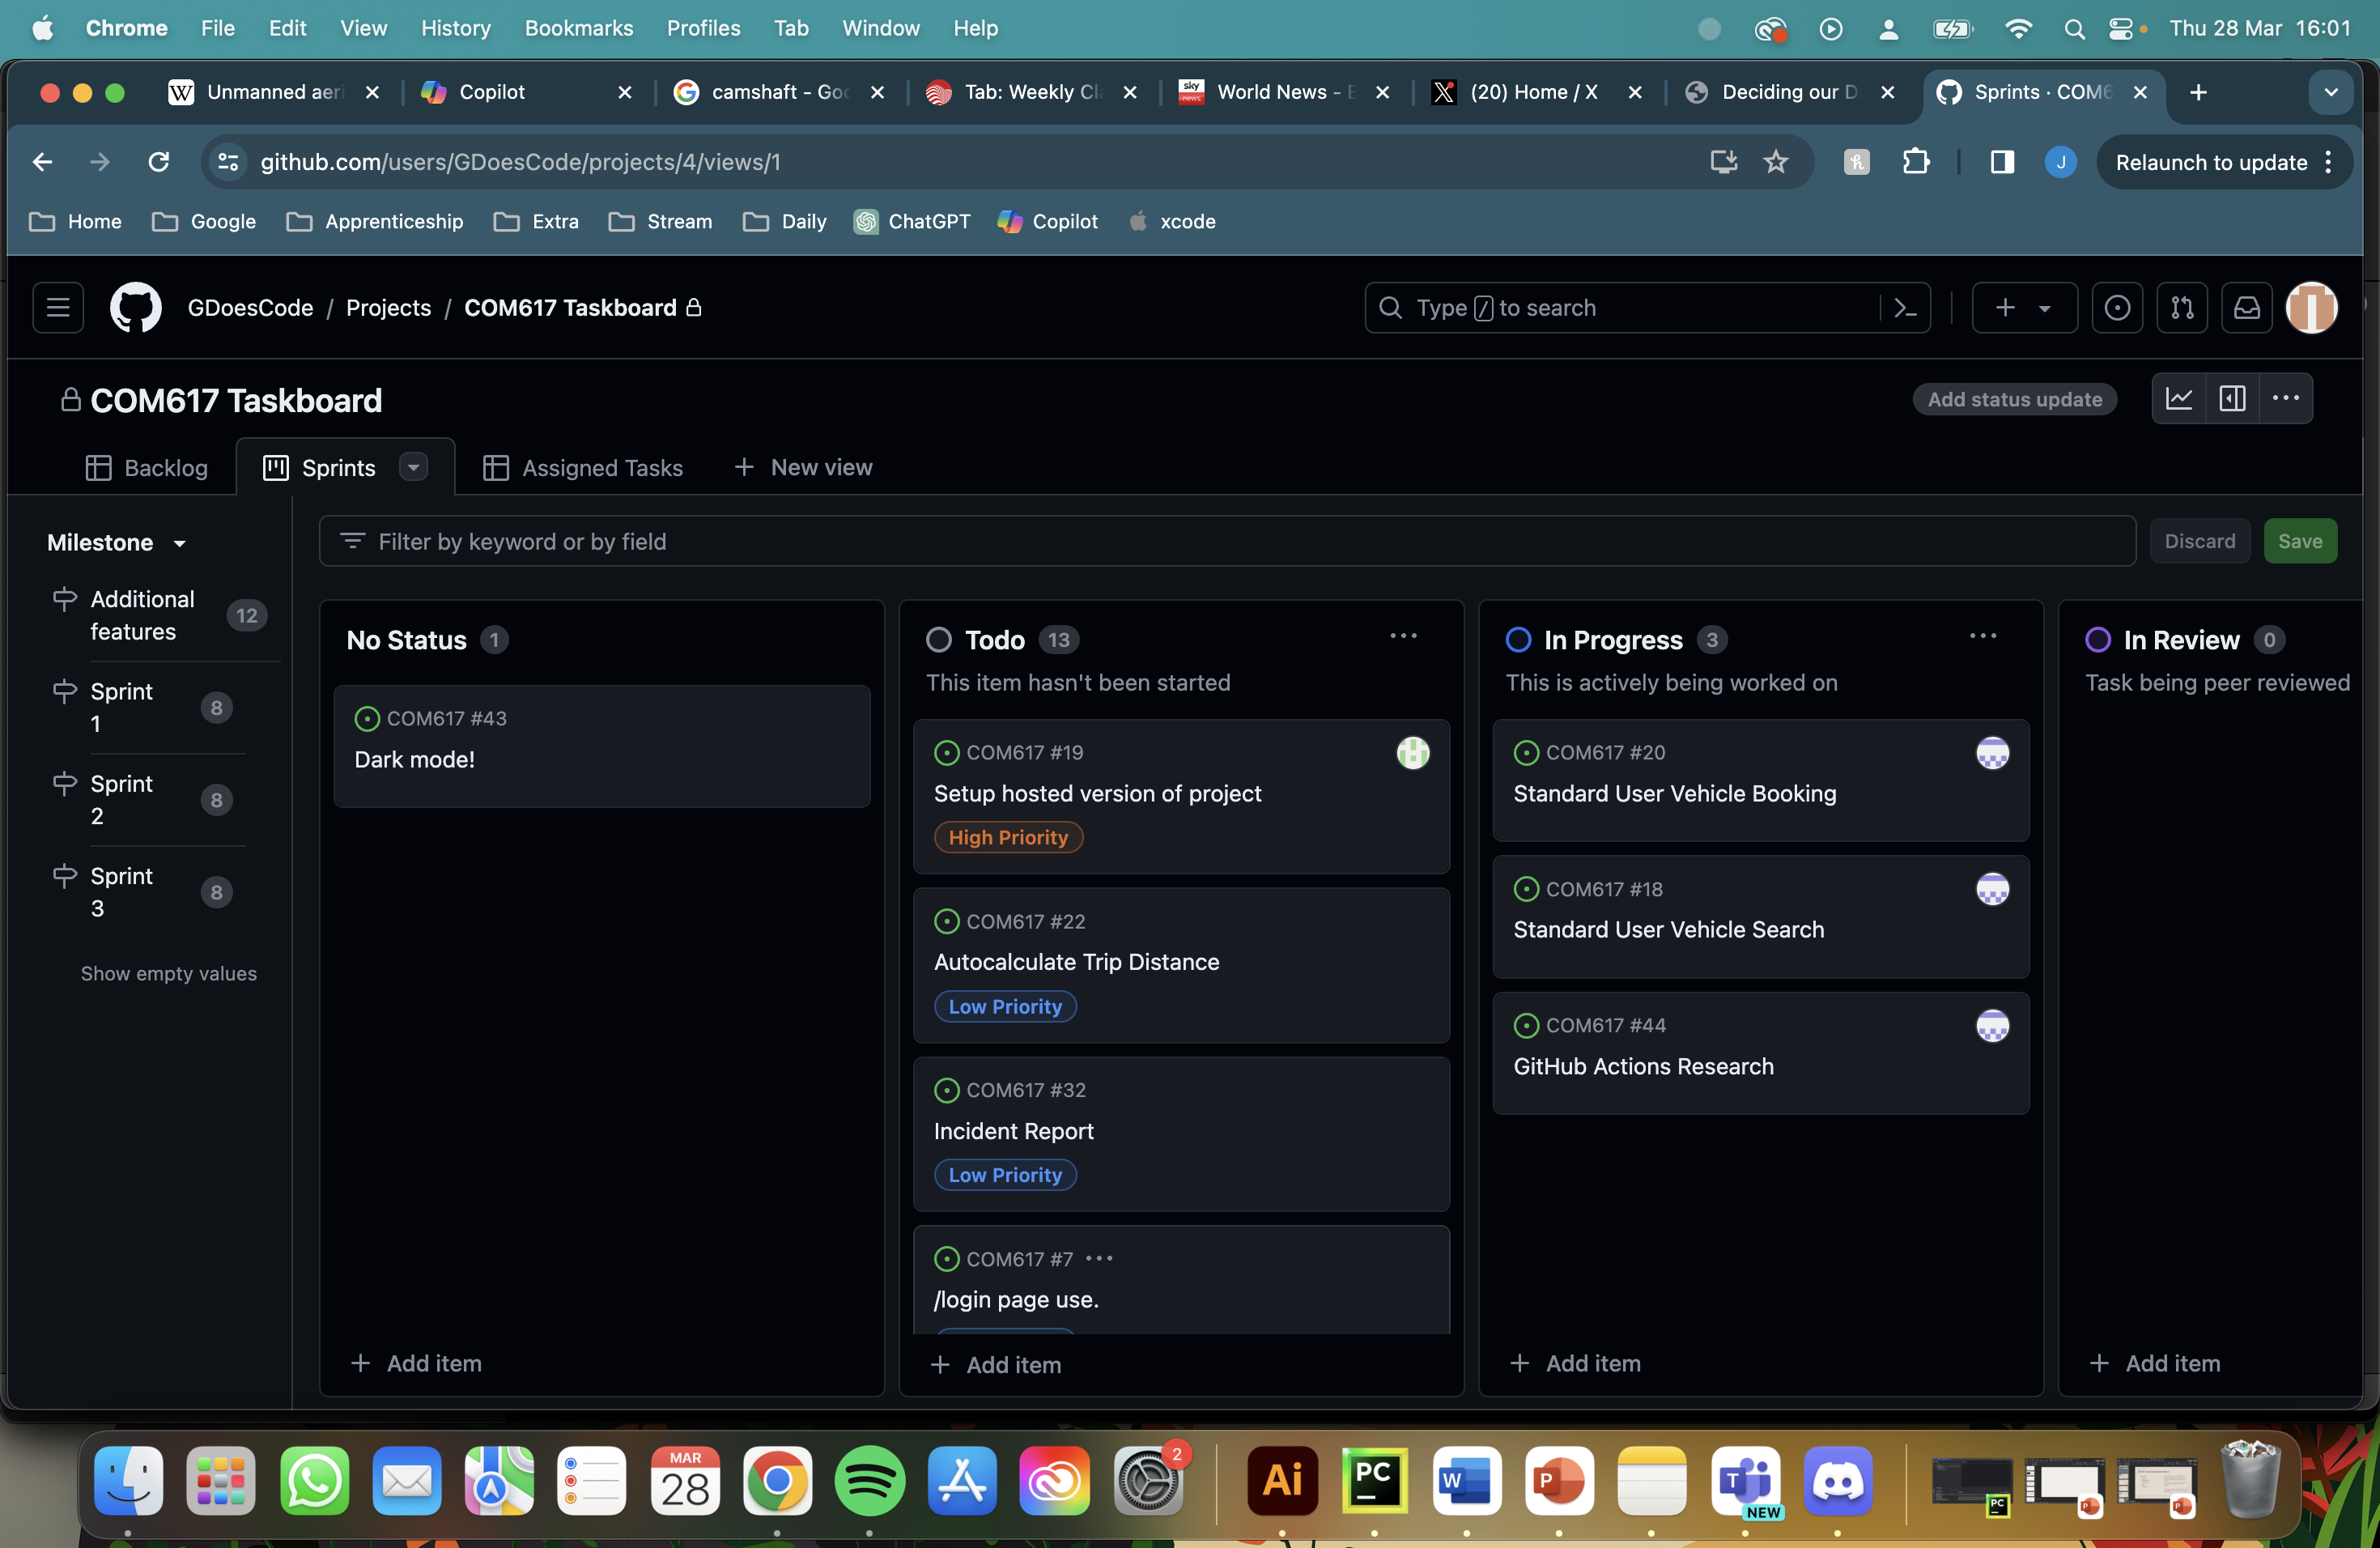 Chrome File Edit View History Bookmarks Profiles Tab Window Help Thu 28 Mar 16:01
Unmanned aeri Copilot camshaft - Goo Tab: Weekly Cla World News - B (20) Home / X Deciding our D Sprints · COM6
github.com/users/GDoesCode/projects/4/views/1 J Relaunch to update
Home Google Apprenticeship Extra Stream Daily ChatGPT Copilot xcode
GDoesCode / Projects / COM617 Taskboard Type / to search
COM617 Taskboard Add status update
Backlog Sprints Assigned Tasks New view
Milestone
Additional features 12
Sprint 1 8
Sprint 2 8
Sprint 3 8
Show empty values
Filter by keyword or by field Discard Save
No Status 1
COM617 #43
Dark mode!
Add item
Todo 13
This item hasn't been started
COM617 #19
Setup hosted version of project
High Priority
COM617 #22
Autocalculate Trip Distance
Low Priority
COM617 #32
Incident Report
Low Priority
COM617 #7
/login page use.
Add item
In Progress 3
This is actively being worked on
COM617 #20
Standard User Vehicle Booking
COM617 #18
Standard User Vehicle Search
COM617 #44
GitHub Actions Research
Add item
In Review 0
Task being peer reviewed
Add item
MAR
28
2
Ai
PC
W
P
T
NEW